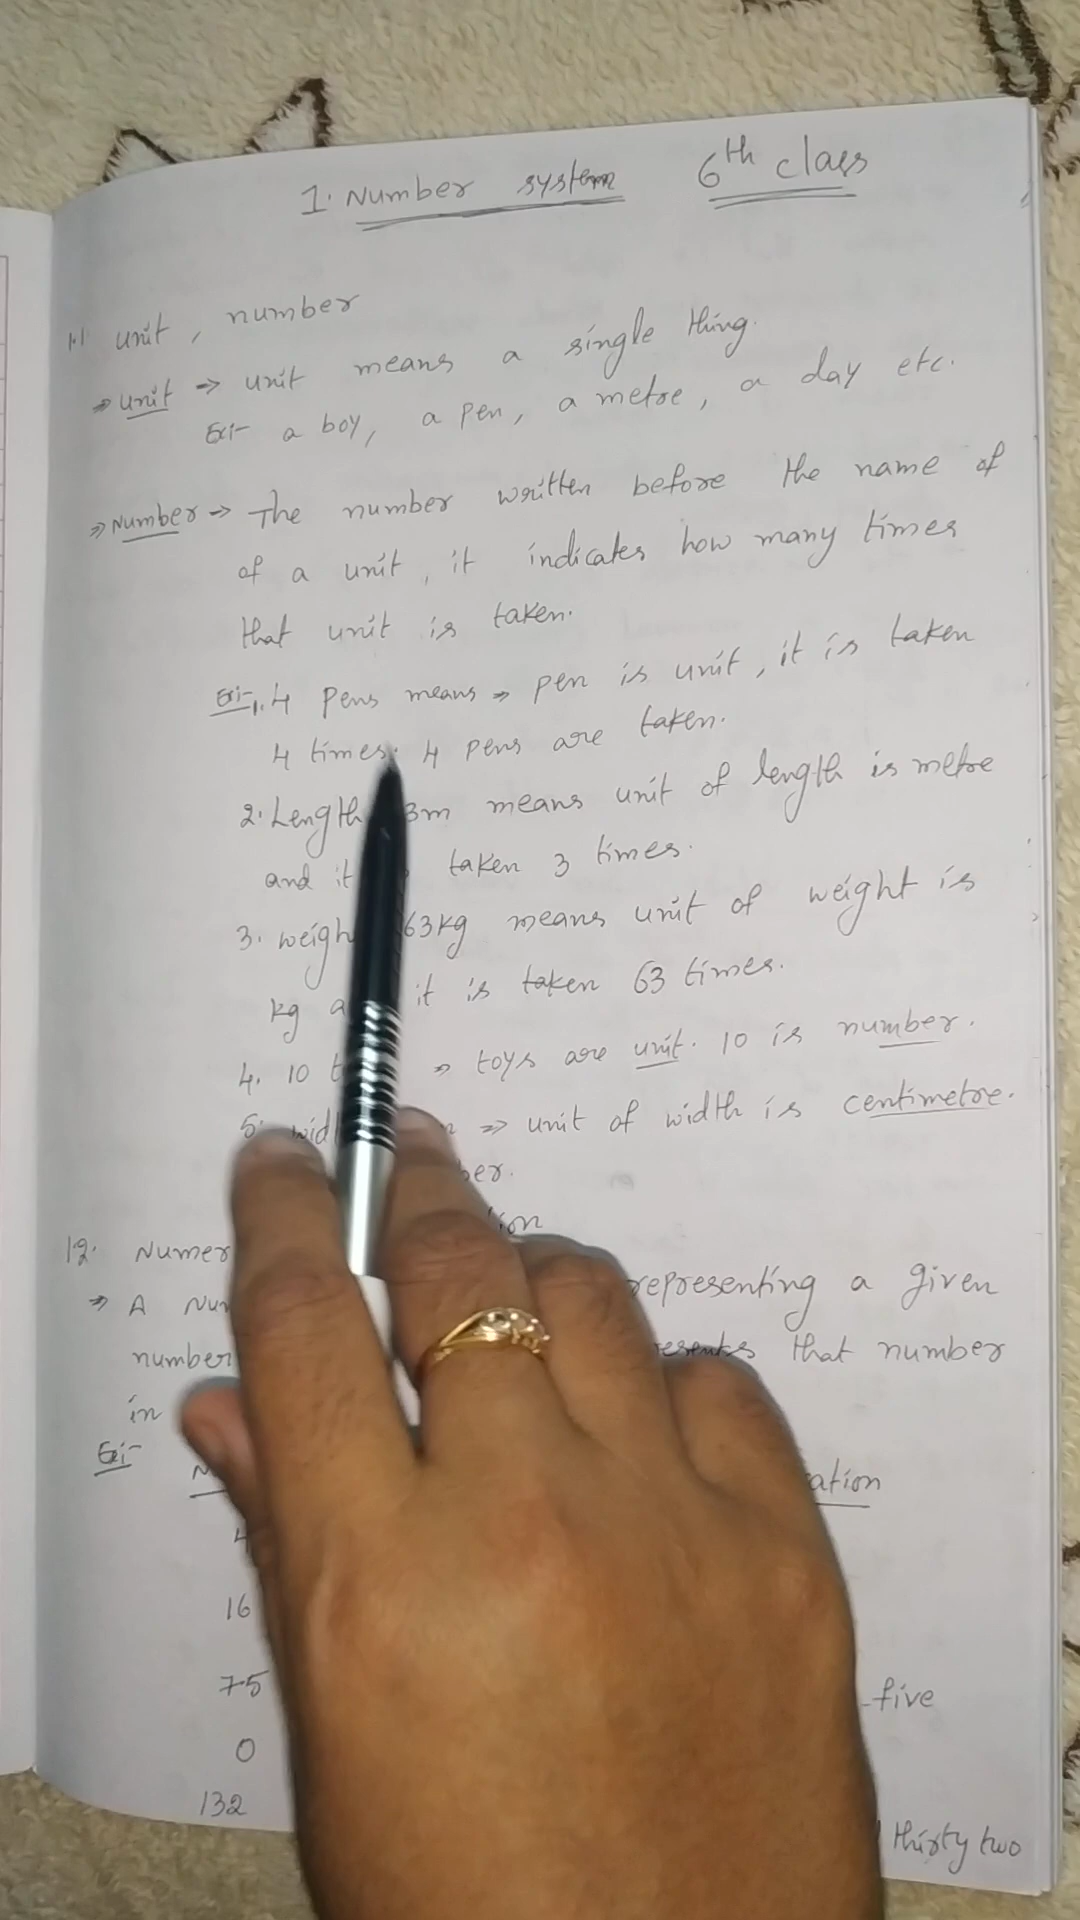 1. Number system 6th class
1.1 unit, number
⇒ unit → unit means a single thing.
Ex:- a boy, a pen, a metre, a day etc.
⇒ Number → The number written before the name of
of a unit, it indicates how many times
that unit is taken.
Ex:- 1. 4 pens means ⇒ pen is unit, it is taken
4 times. 4 pens are taken.
2. Length 3m means unit of length is metre
and it taken 3 times.
3. 63kg means unit of weight is
kg it is taken 63 times.
4. 10 ⇒ toys are unit. 10 is number.
5. ⇒ unit of width is centimetre.
1.2.
⇒ A representing a given
number that number
in
Ex:-
4
16
75 five
0
132 thirty two